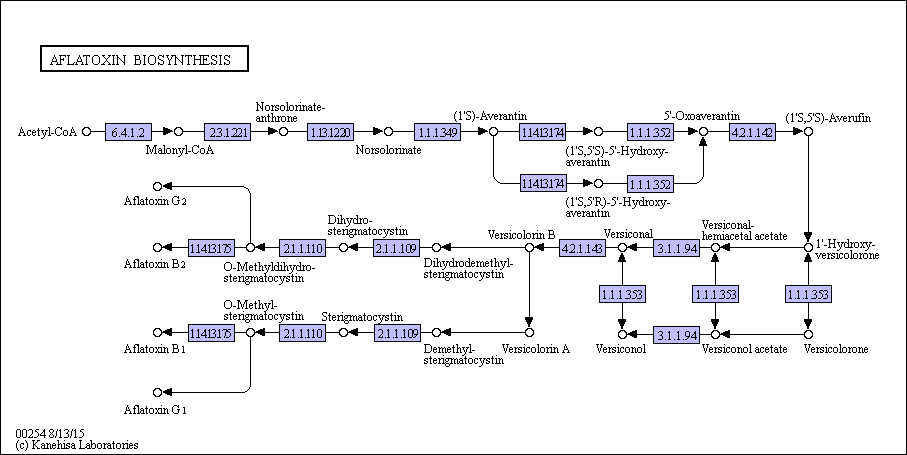 AFLATOXIN BIOSYNTHESIS
Acetyl-CoA
6.4.1.2
Malonyl-CoA
2.3.1.221
Norsolorinate-
anthrone
1.13.12.20
Norsolorinate
1.1.1.349
(1'S)-Averantin
1.14.13.174
(1'S,5'S)-5'-Hydroxy-
averantin
1.1.1.352
5'-Oxoaverantin
4.2.1.142
(1'S,5'S)-Averufin
1.14.13.174
(1'S,5'R)-5'-Hydroxy-
averantin
1.1.1.352
Aflatoxin G2
Aflatoxin B2
1.14.13.175
O-Methyldihydro-
sterigmatocystin
2.1.1.110
Dihydro-
sterigmatocystin
2.1.1.109
Dihydrodemethyl-
sterigmatocystin
Versicolorin B
4.2.1.143
Versiconal
3.1.1.94
Versiconal-
hemiacetal acetate
1'-Hydroxy-
versicolorone
1.1.1.353
1.1.1.353
1.1.1.353
Aflatoxin B1
1.14.13.175
O-Methyl-
sterigmatocystin
2.1.1.110
Sterigmatocystin
2.1.1.109
Demethyl-
sterigmatocystin
Versicolorin A
Versiconol
3.1.1.94
Versiconol acetate
Versicolorone
Aflatoxin G1
00254 8/13/15
(c) Kanehisa Laboratories